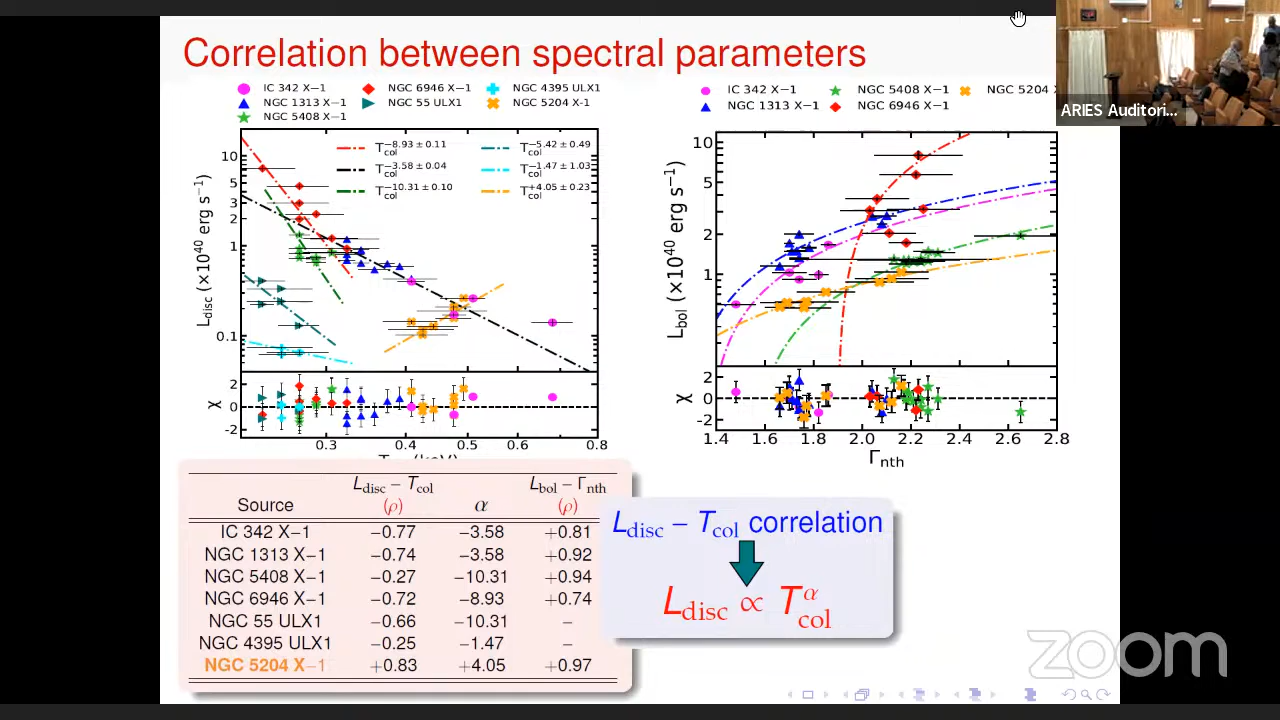 Correlation between spectral parameters
IC 342 X−1
NGC 6946 X−1
NGC 4395 ULX1
NGC 1313 X−1
NGC 55 ULX1
NGC 5204 X-1
NGC 5408 X−1
T_col^−8.93 ± 0.11
T_col^−5.42 ± 0.49
T_col^−3.58 ± 0.04
T_col^−1.47 ± 1.03
T_col^−10.31 ± 0.10
T_col^+4.05 ± 0.23
L_disc (×10^40 erg s^−1)
10
5
3
2
1
0.1
χ
2
0
-2
0.3
0.4
0.5
0.6
0.8
IC 342 X−1
NGC 5408 X−1
NGC 5204
NGC 1313 X−1
NGC 6946 X−1
L_bol (×10^40 erg s^−1)
10
5
2
1
χ
2
0
-2
1.4 1.6 1.8 2.0 2.2 2.4 2.6 2.8
Γ_nth
ARIES Auditori...
L_disc − T_col L_bol − Γ_nth
Source (ρ) α (ρ)
IC 342 X−1 −0.77 −3.58 +0.81
NGC 1313 X−1 −0.74 −3.58 +0.92
NGC 5408 X−1 −0.27 −10.31 +0.94
NGC 6946 X−1 −0.72 −8.93 +0.74
NGC 55 ULX1 −0.66 −10.31 –
NGC 4395 ULX1 −0.25 −1.47 –
NGC 5204 X−1 +0.83 +4.05 +0.97
L_disc − T_col correlation
L_disc ∝ T_col^α
zoom